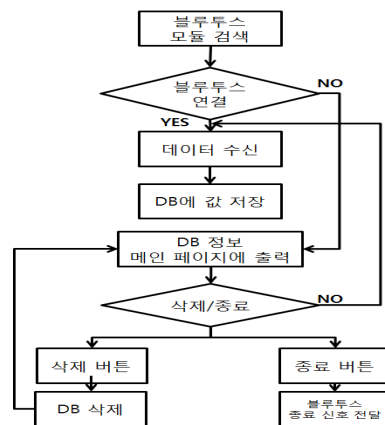 블루투스
모듈 검색
NO
블루투스
연결
YES
데이터 수신
DB에 값 저장
DB 정보
메인 페이지에 출력
삭제/종료
NO
삭제 버튼
종료 버튼
DB 삭제
블루투스
종료 신호 전달